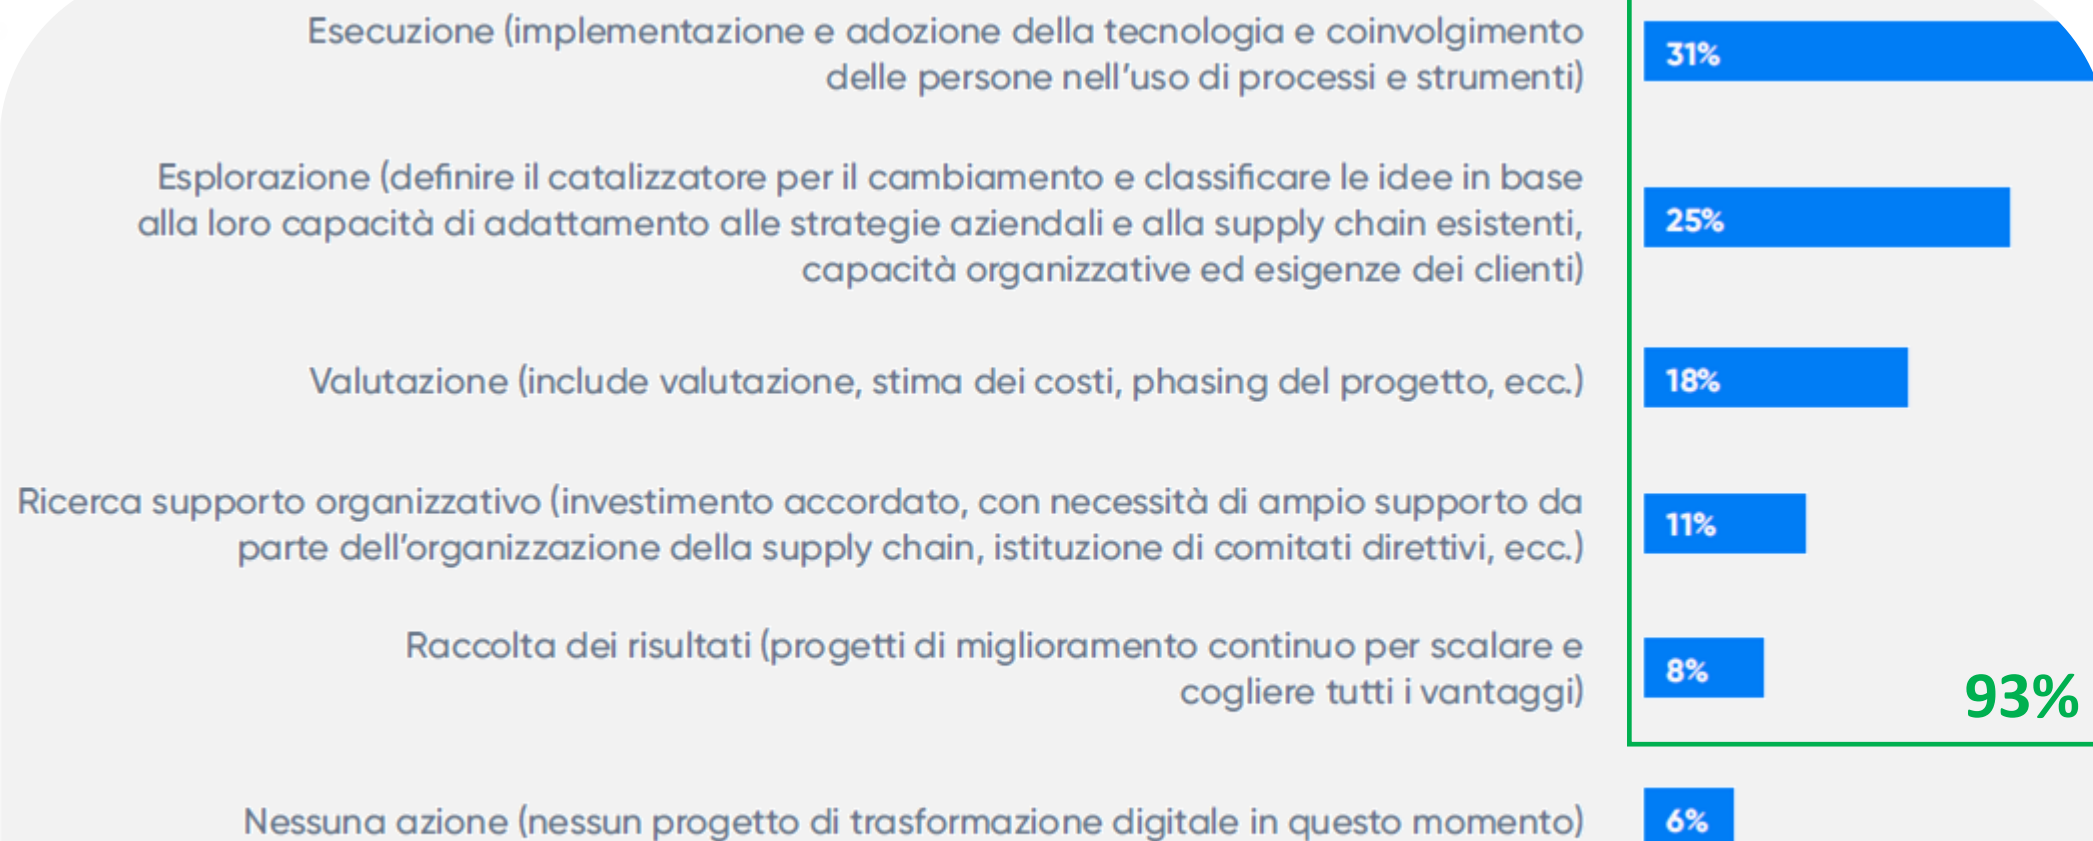 Esecuzione (implementazione e adozione della tecnologia e coinvolgimento
delle persone nell'uso di processi e strumenti)
31%
Esplorazione (definire il catalizzatore per il cambiamento e classificare le idee in base
alla loro capacità di adattamento alle strategie aziendali e alla supply chain esistenti,
capacità organizzative ed esigenze dei clienti)
25%
Valutazione (include valutazione, stima dei costi, phasing del progetto, ecc.)
18%
Ricerca supporto organizzativo (investimento accordato, con necessità di ampio supporto da
parte dell'organizzazione della supply chain, istituzione di comitati direttivi, ecc.)
11%
Raccolta dei risultati (progetti di miglioramento continuo per scalare e
cogliere tutti i vantaggi)
8%
93%
Nessuna azione (nessun progetto di trasformazione digitale in questo momento)
6%